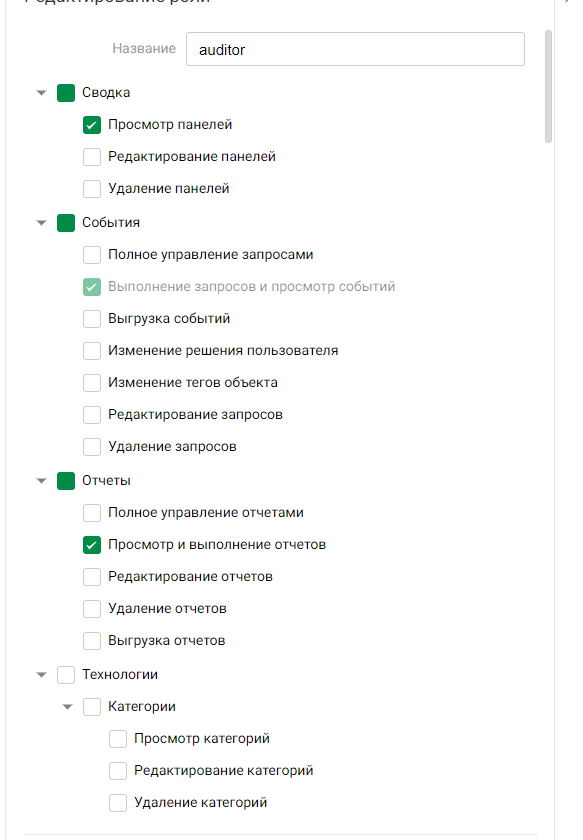 Редактирование роли
Название
auditor
Сводка
Просмотр панелей
Редактирование панелей
Удаление панелей
События
Полное управление запросами
Выполнение запросов и просмотр событий
Выгрузка событий
Изменение решения пользователя
Изменение тегов объекта
Редактирование запросов
Удаление запросов
Отчеты
Полное управление отчетами
Просмотр и выполнение отчетов
Редактирование отчетов
Удаление отчетов
Выгрузка отчетов
Технологии
Категории
Просмотр категорий
Редактирование категорий
Удаление категорий